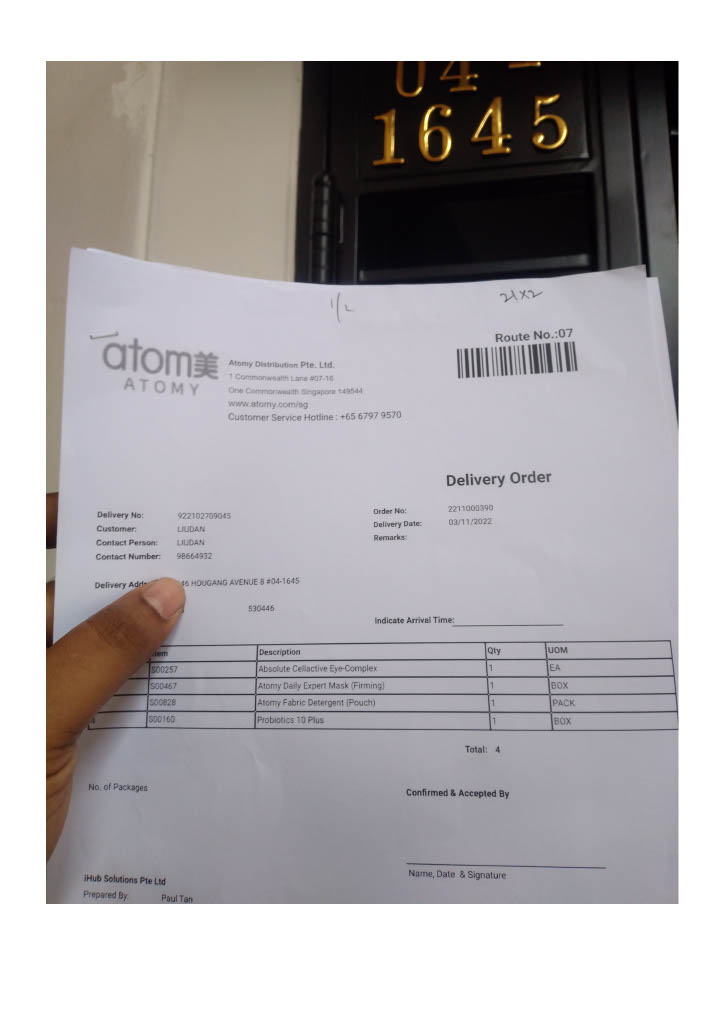 04 -
1645
1/2
21x2
atom美
ATOMY
Atomy Distribution Pte. Ltd.
1 Commonwealth Lane #07-16
One Commonwealth Singapore 149544
www.atomy.com/sg
Customer Service Hotline : +65 6797 9570
Route No.:07
Delivery Order
Delivery No: 922102709045
Customer: LIUDAN
Contact Person: LIUDAN
Contact Number: 98664932
Order No: 2211000390
Delivery Date: 03/11/2022
Remarks:
Delivery Add 46 HOUGANG AVENUE 8 #04-1645
530446
Indicate Arrival Time:
Item Description Qty UOM
S00257 Absolute Cellactive Eye-Complex 1 EA
S00467 Atomy Daily Expert Mask (Firming) 1 BOX
S00828 Atomy Fabric Detergent (Pouch) 1 PACK
4 S00160 Probiotics 10 Plus 1 BOX
Total: 4
No. of Packages
Confirmed & Accepted By
Name, Date & Signature
iHub Solutions Pte Ltd
Prepared By: Paul Tan